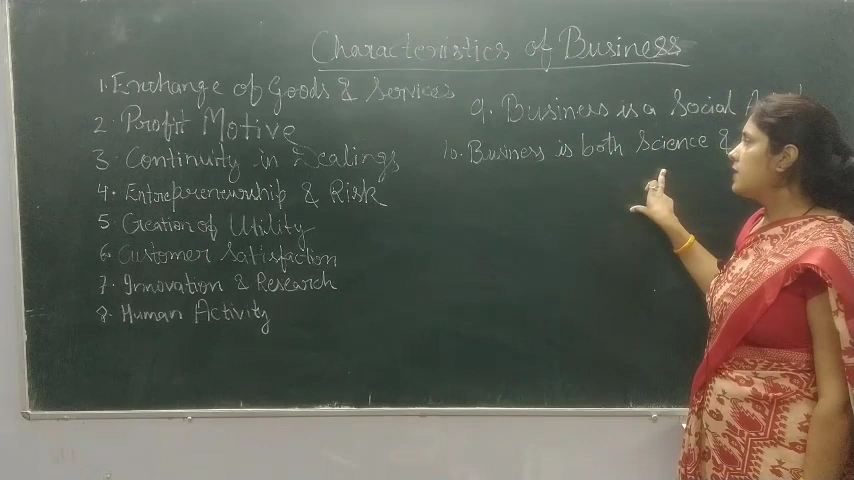 Characteristics of Business
1. Exchange of Goods & Services
2. Profit Motive
3. Continuity in Dealings
4. Entrepreneurship & Risk
5. Creation of Utility
6. Customer Satisfaction
7. Innovation & Research
8. Human Activity
9. Business is a Social
10. Business is both Science &